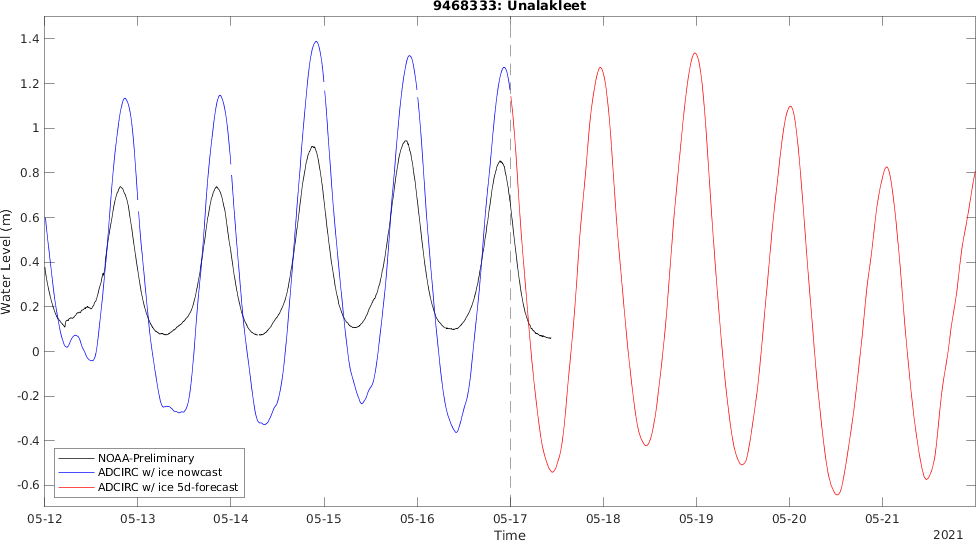 9468333: Unalakleet
1.4
1.2
1
0.8
0.6
0.4
0.2
0
-0.2
-0.4
-0.6
Water Level (m)
NOAA-Preliminary
ADCIRC w/ ice nowcast
ADCIRC w/ ice 5d-forecast
05-12 05-13 05-14 05-15 05-16 05-17 05-18 05-19 05-20 05-21
Time
2021